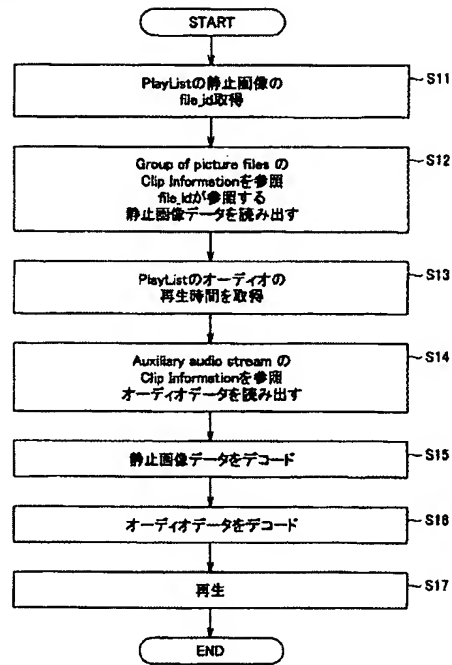 START
PlayListの静止画像の
file_id取得
S11
Group of picture files の
Clip Informationを参照
file_idが参照する
静止画像データを読み出す
S12
PlayListのオーディオの
再生時間を取得
S13
Auxiliary audio stream の
Clip Informationを参照
オーディオデータを読み出す
S14
静止画像データをデコード
S15
オーディオデータをデコード
S16
再生
S17
END